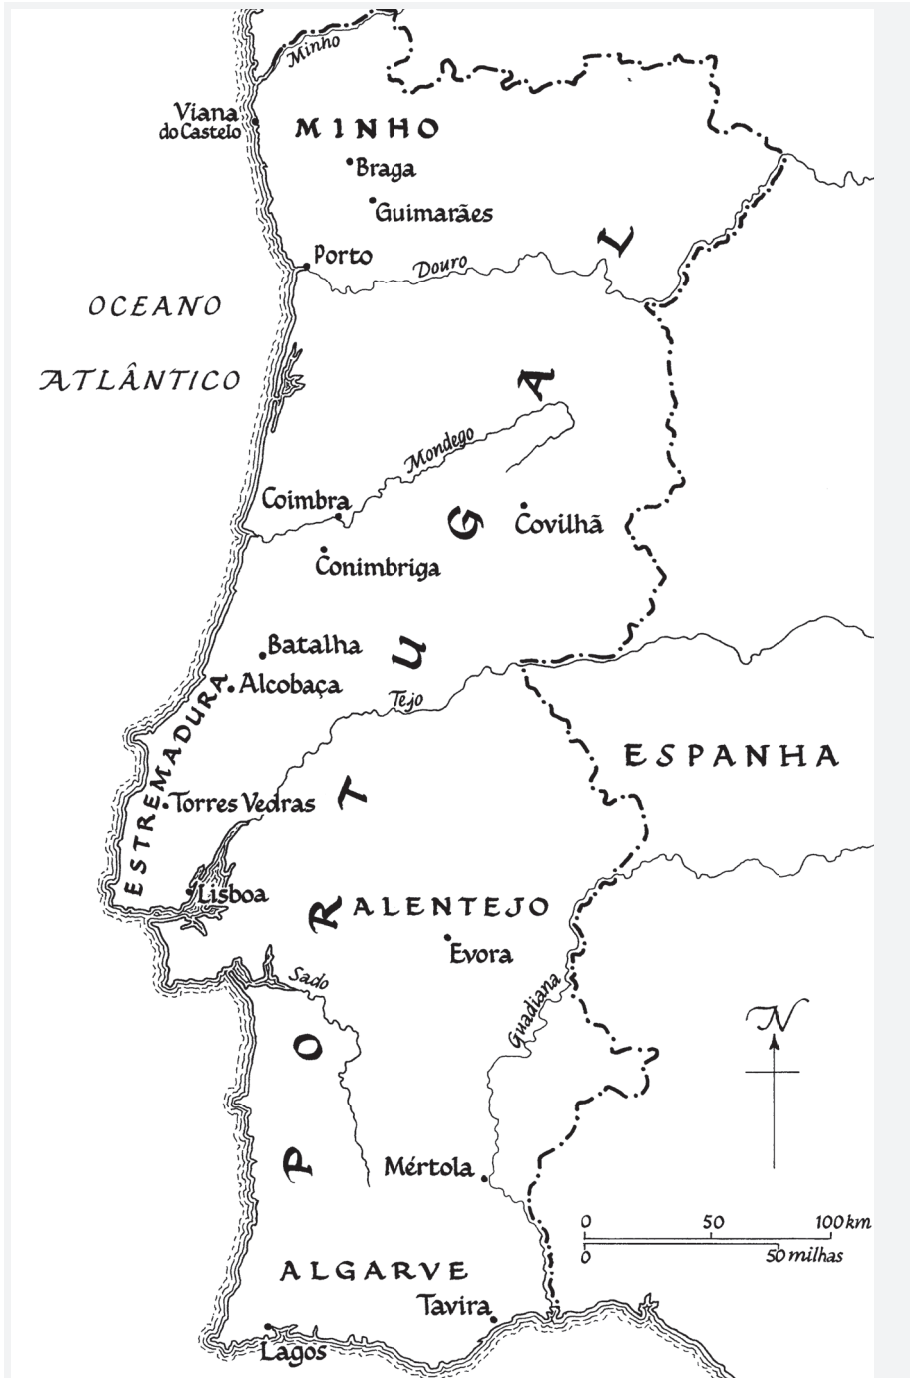 Minho
Viana
do Castelo
MINHO
Braga
Guimarães
Porto
Douro
OCEANO
ATLÂNTICO
Mondego
Coimbra
Covilhã
Conimbriga
Batalha
Alcobaça
Tejo
ESTREMADURA
ESPANHA
Torres Vedras
Lisboa
ALENTEJO
Evora
Sado
Guadiana
N
PORTUGAL
Mértola
0 50 100 km
0 50 milhas
ALGARVE
Tavira
Lagos